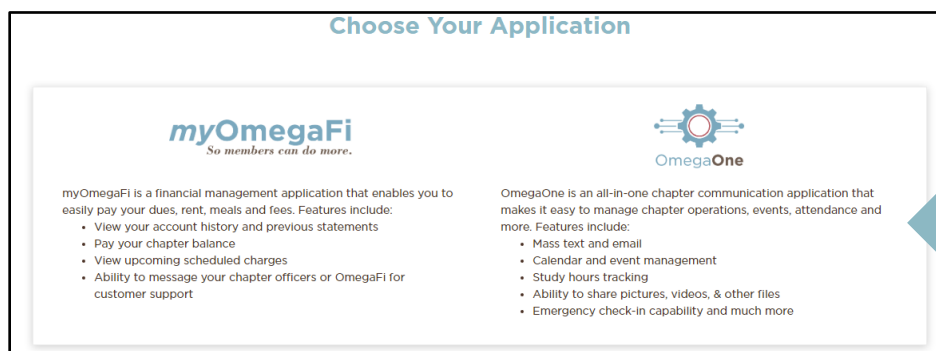 Choose Your Application
myOmegaFi
So members can do more.
myOmegaFi is a financial management application that enables you to
easily pay your dues, rent, meals and fees. Features include:
• View your account history and previous statements
• Pay your chapter balance
• View upcoming scheduled charges
• Ability to message your chapter officers or OmegaFi for
customer support
OmegaOne
OmegaOne is an all-in-one chapter communication application that
makes it easy to manage chapter operations, events, attendance and
more. Features include:
• Mass text and email
• Calendar and event management
• Study hours tracking
• Ability to share pictures, videos, & other files
• Emergency check-in capability and much more